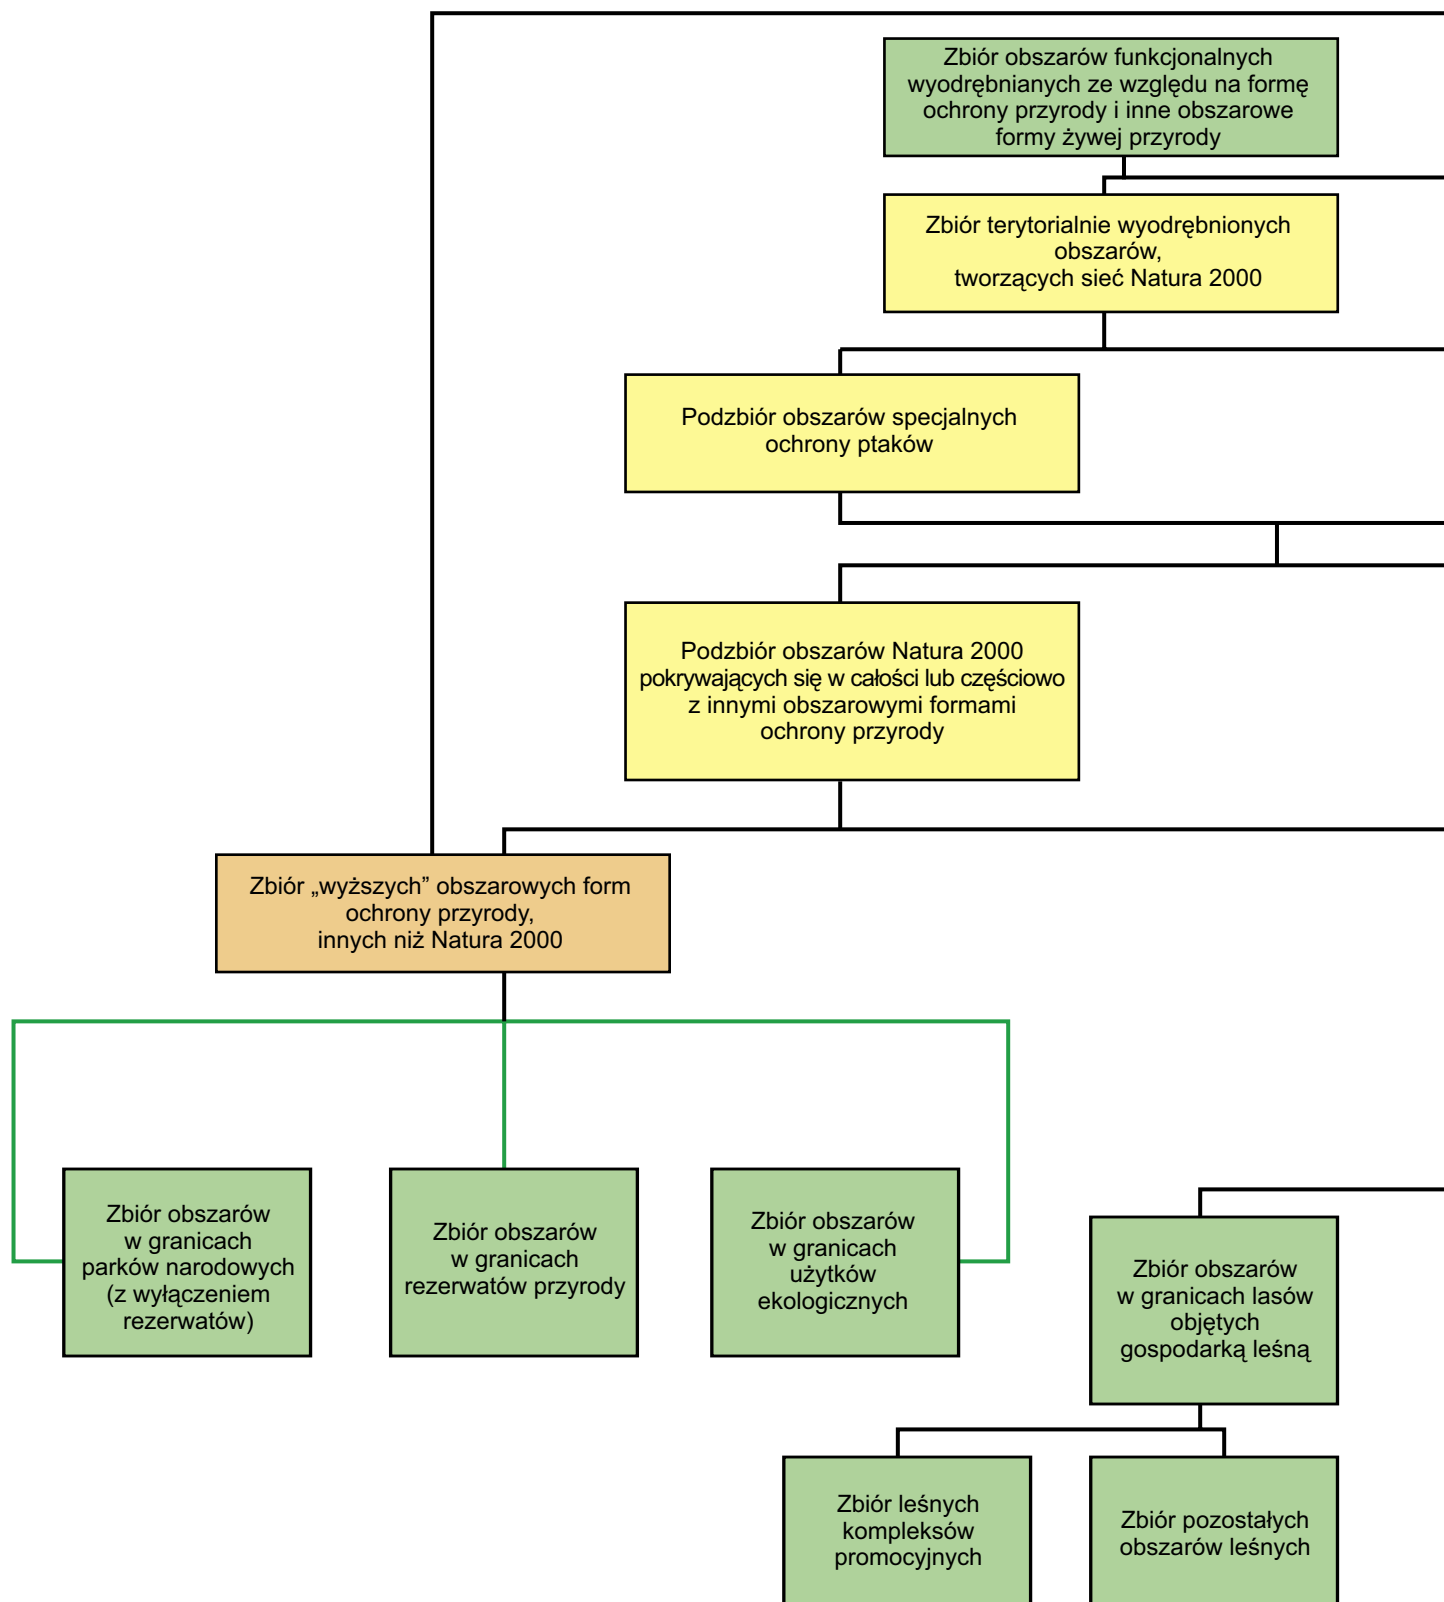 Zbiór obszarów funkcjonalnych
wyodrębnianych ze względu na formę
ochrony przyrody i inne obszarowe
formy żywej przyrody
Zbiór terytorialnie wyodrębnionych
obszarów,
tworzących sieć Natura 2000
Podzbiór obszarów specjalnych
ochrony ptaków
Podzbiór obszarów Natura 2000
pokrywających się w całości lub częściowo
z innymi obszarowymi formami
ochrony przyrody
Zbiór „wyższych” obszarowych form
ochrony przyrody,
innych niż Natura 2000
Zbiór obszarów
w granicach
parków narodowych
(z wyłączeniem
rezerwatów)
Zbiór obszarów
w granicach
rezerwatów przyrody
Zbiór obszarów
w granicach
użytków
ekologicznych
Zbiór obszarów
w granicach lasów
objętych
gospodarką leśną
Zbiór leśnych
kompleksów
promocyjnych
Zbiór pozostałych
obszarów leśnych